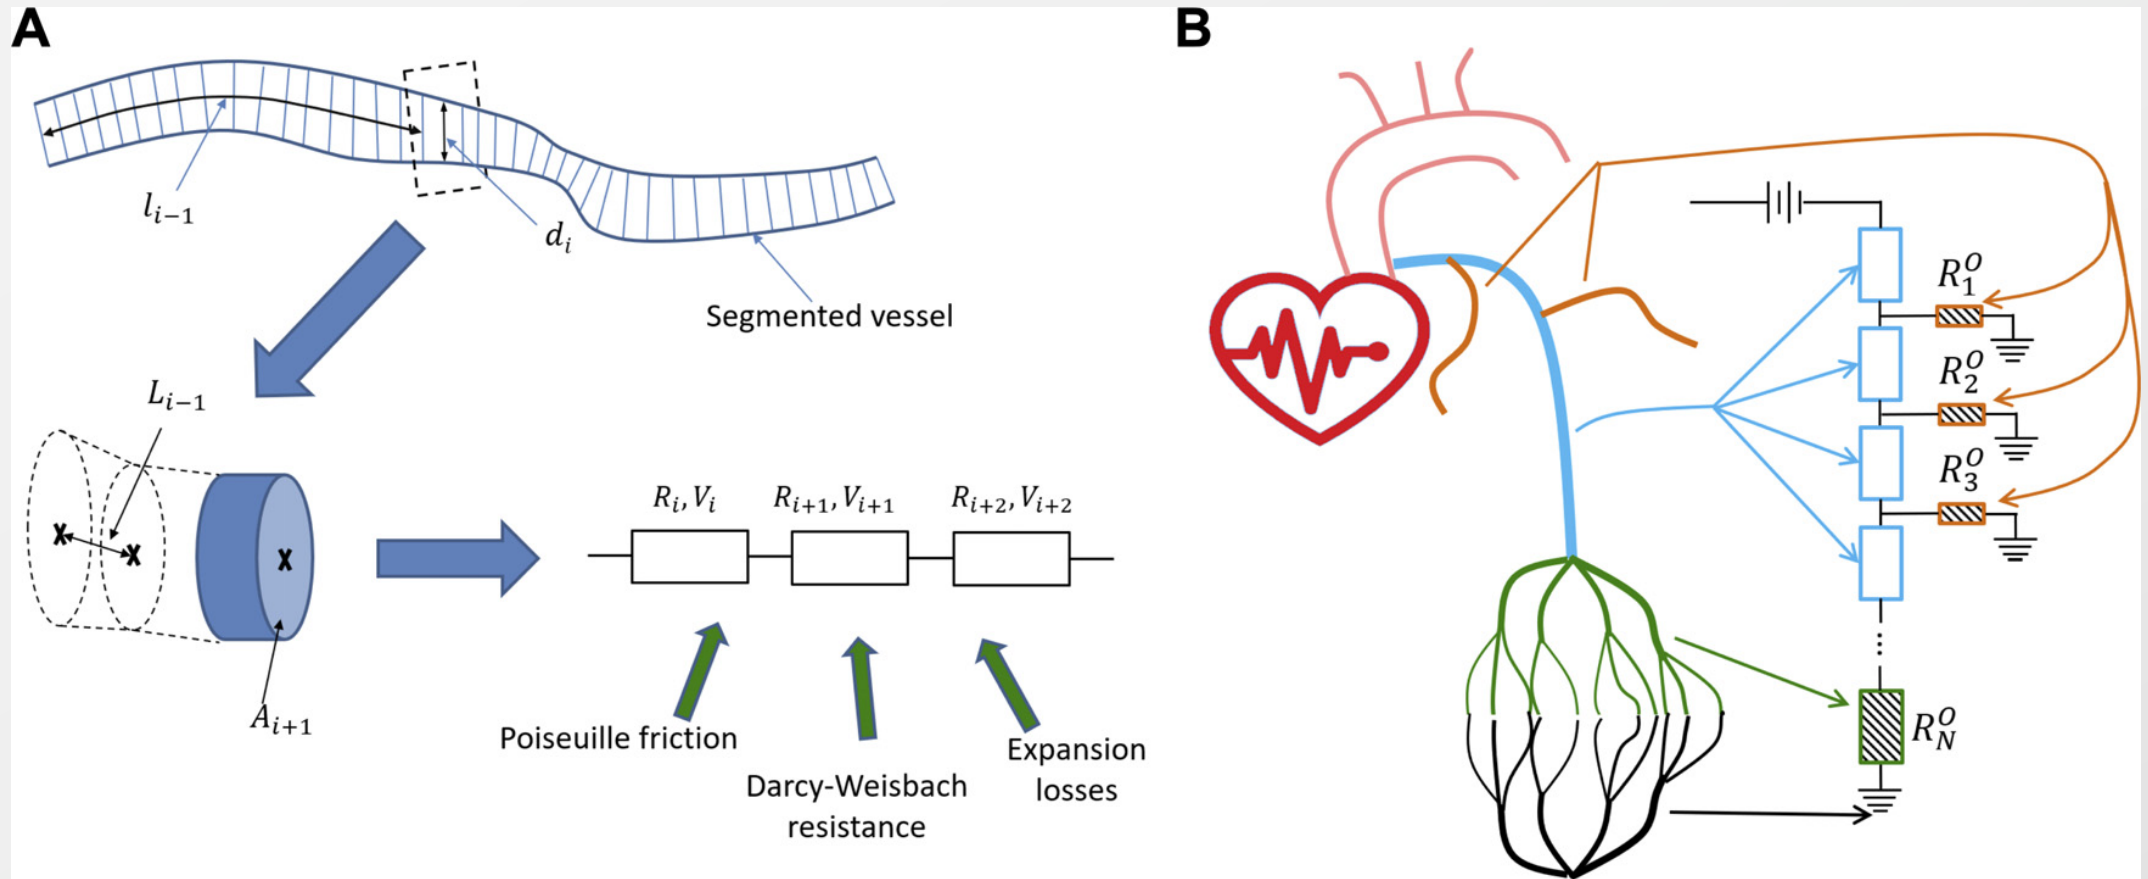 A
l_{i-1}
d_i
Segmented vessel
L_{i-1}
A_{i+1}
R_i, V_i
R_{i+1}, V_{i+1}
R_{i+2}, V_{i+2}
Poiseuille friction
Darcy-Weisbach
resistance
Expansion
losses
B
R_1^O
R_2^O
R_3^O
R_N^O